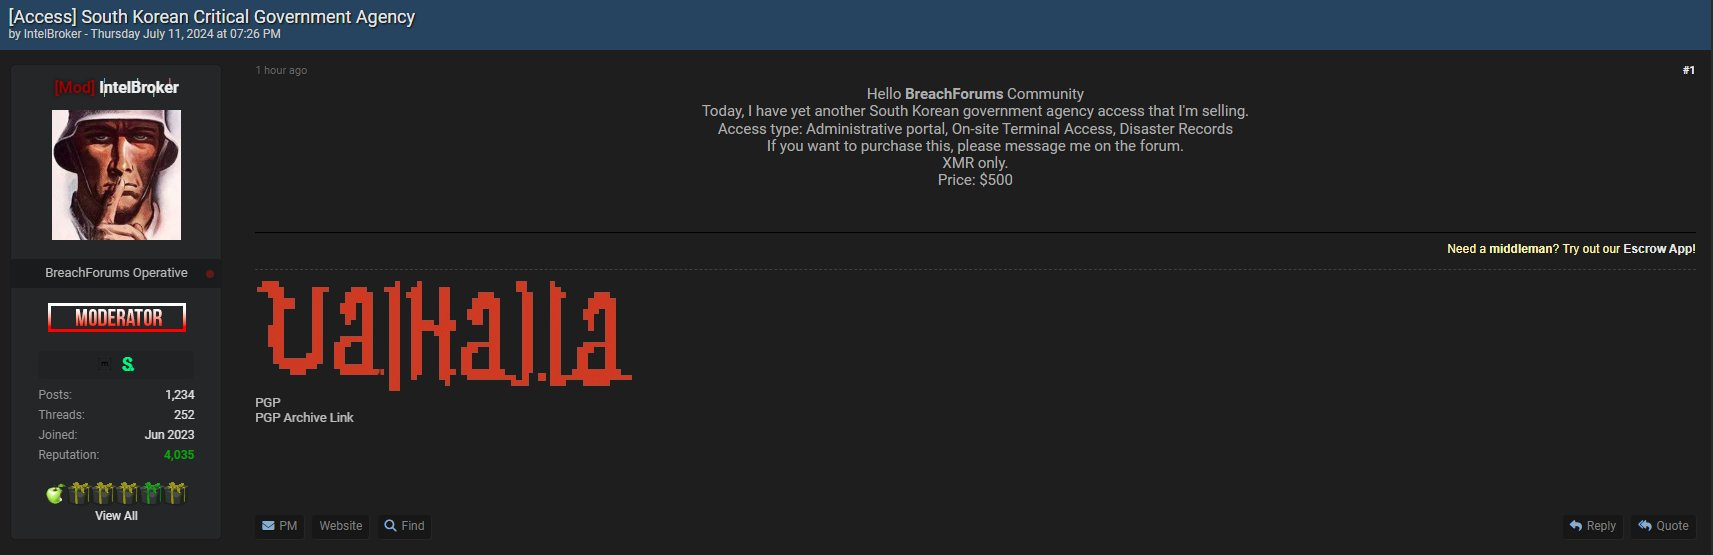 [Access] South Korean Critical Government Agency
by IntelBroker - Thursday July 11, 2024 at 07:26 PM
[Mod] IntelBroker
BreachForums Operative
MODERATOR
S
Posts: 1,234
Threads: 252
Joined: Jun 2023
Reputation: 4,035
View All
1 hour ago #1
Hello BreachForums Community
Today, I have yet another South Korean government agency access that I'm selling.
Access type: Administrative portal, On-site Terminal Access, Disaster Records
If you want to purchase this, please message me on the forum.
XMR only.
Price: $500
Need a middleman? Try out our Escrow App!
Valhalla
PGP
PGP Archive Link
PM Website Find Reply Quote